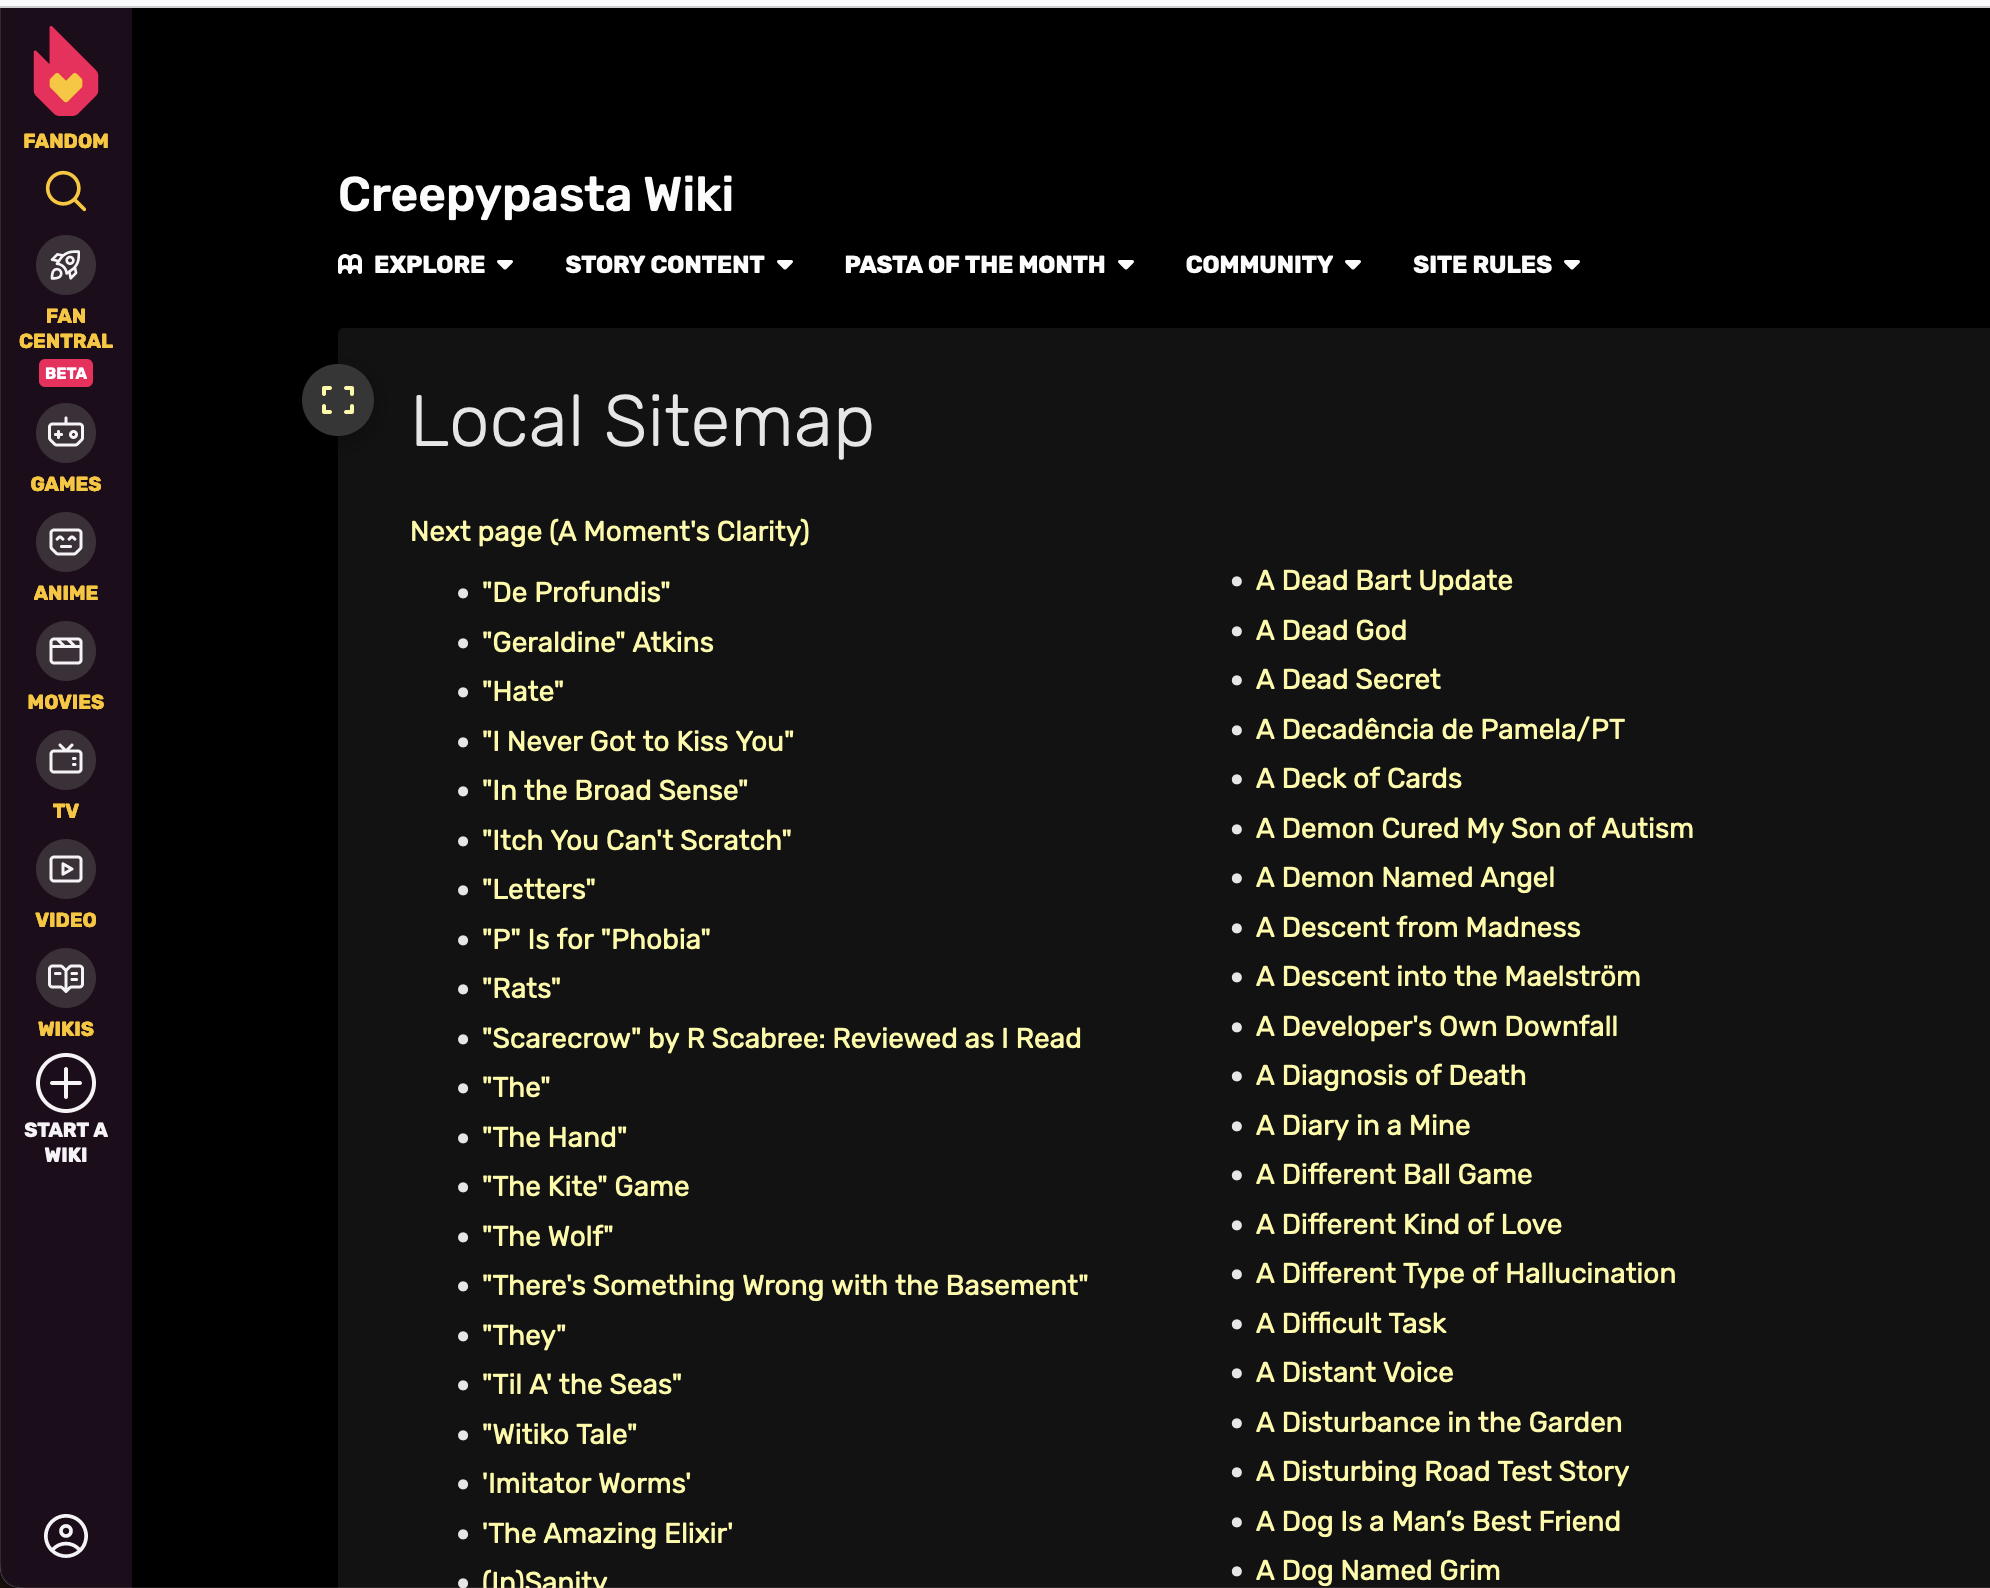 FANDOM
FAN
CENTRAL
BETA
GAMES
ANIME
MOVIES
TV
VIDEO
WIKIS
START A
WIKI
Creepypasta Wiki
EXPLORE STORY CONTENT PASTA OF THE MONTH COMMUNITY SITE RULES
Local Sitemap
Next page (A Moment's Clarity)
"De Profundis"
"Geraldine" Atkins
"Hate"
"I Never Got to Kiss You"
"In the Broad Sense"
"Itch You Can't Scratch"
"Letters"
"P" Is for "Phobia"
"Rats"
"Scarecrow" by R Scabree: Reviewed as I Read
"The"
"The Hand"
"The Kite" Game
"The Wolf"
"There's Something Wrong with the Basement"
"They"
"Til A' the Seas"
"Witiko Tale"
'Imitator Worms'
'The Amazing Elixir'
(In)Sanity
A Dead Bart Update
A Dead God
A Dead Secret
A Decadência de Pamela/PT
A Deck of Cards
A Demon Cured My Son of Autism
A Demon Named Angel
A Descent from Madness
A Descent into the Maelström
A Developer's Own Downfall
A Diagnosis of Death
A Diary in a Mine
A Different Ball Game
A Different Kind of Love
A Different Type of Hallucination
A Difficult Task
A Distant Voice
A Disturbance in the Garden
A Disturbing Road Test Story
A Dog Is a Man’s Best Friend
A Dog Named Grim